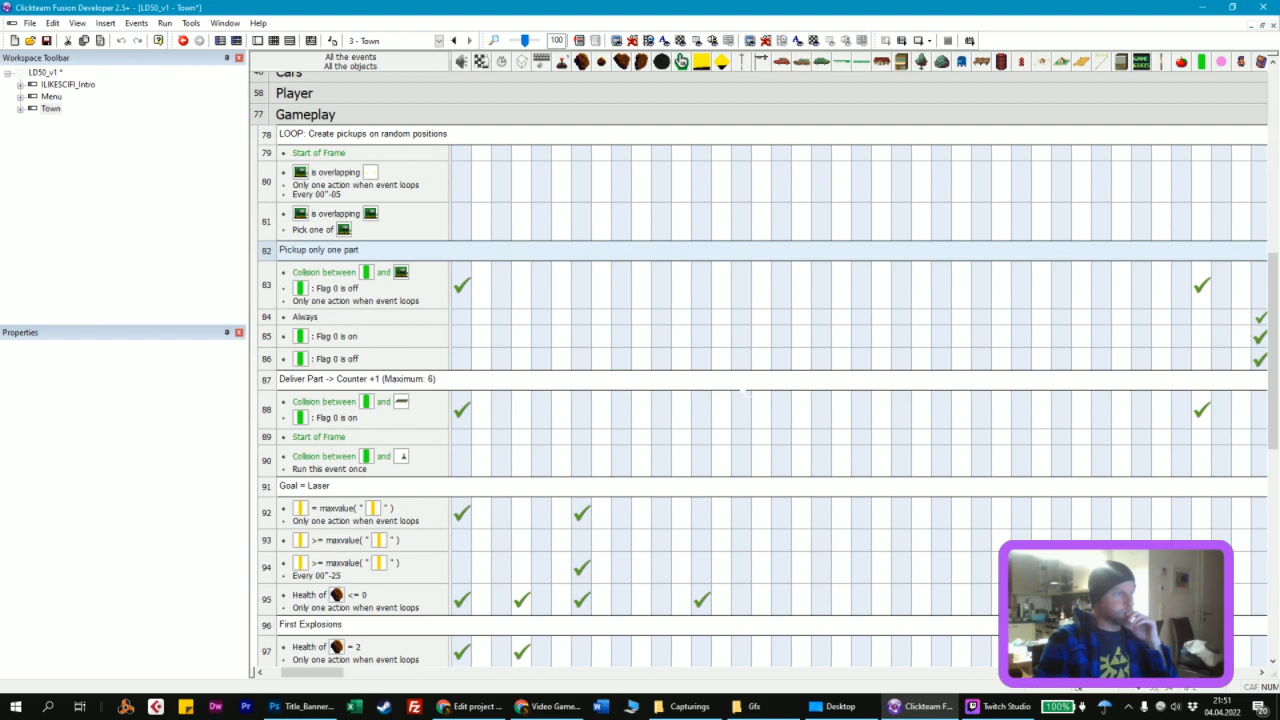 Clickteam Fusion Developer 2.5+ - [LD50_v1 - Town*]
File Edit View Insert Events Run Tools Window Help
100
3 - Town
Workspace Toolbar
LD50_v1 *
ILIKESCIFI_Intro
Menu
Town
Properties
All the events
All the objects
Cars
58 Player
77 Gameplay
78 LOOP: Create pickups on random positions
79 • Start of Frame
80 • is overlapping
• Only one action when event loops
• Every 00"-05
81 • is overlapping
• Pick one of
82 Pickup only one part
83 • Collision between and
• : Flag 0 is off
• Only one action when event loops
84 • Always
85 • : Flag 0 is on
86 • : Flag 0 is off
87 Deliver Part -> Counter +1 (Maximum: 6)
88 • Collision between and
• : Flag 0 is on
89 • Start of Frame
90 • Collision between and
• Run this event once
91 Goal = Laser
92 • = maxvalue( " " )
• Only one action when event loops
93 • >= maxvalue( " " )
94 • >= maxvalue( " " )
• Every 00"-25
95 • Health of <= 0
• Only one action when event loops
96 First Explosions
97 • Health of = 2
• Only one action when event loops
NUM
Title_Banner...
Edit project ...
Video Game...
Capturings
Gfx
Desktop
Clickteam F...
Twitch Studio
100%
21:51
04.04.2022
20